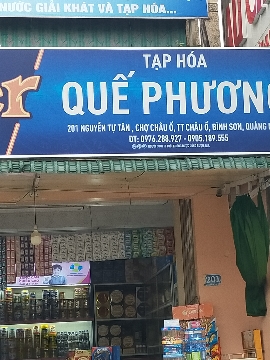 NƯỚC GIẢI KHÁT VÀ TẠP HÓA...
TẠP HÓA
QUẾ PHƯƠNG
201 NGUYỄN TỰ TÂN, CHỢ CHÂU Ổ, TT CHÂU Ổ, BÌNH SƠN, QUẢNG
ĐT: 0976.288.927 - 0905.189.555
201